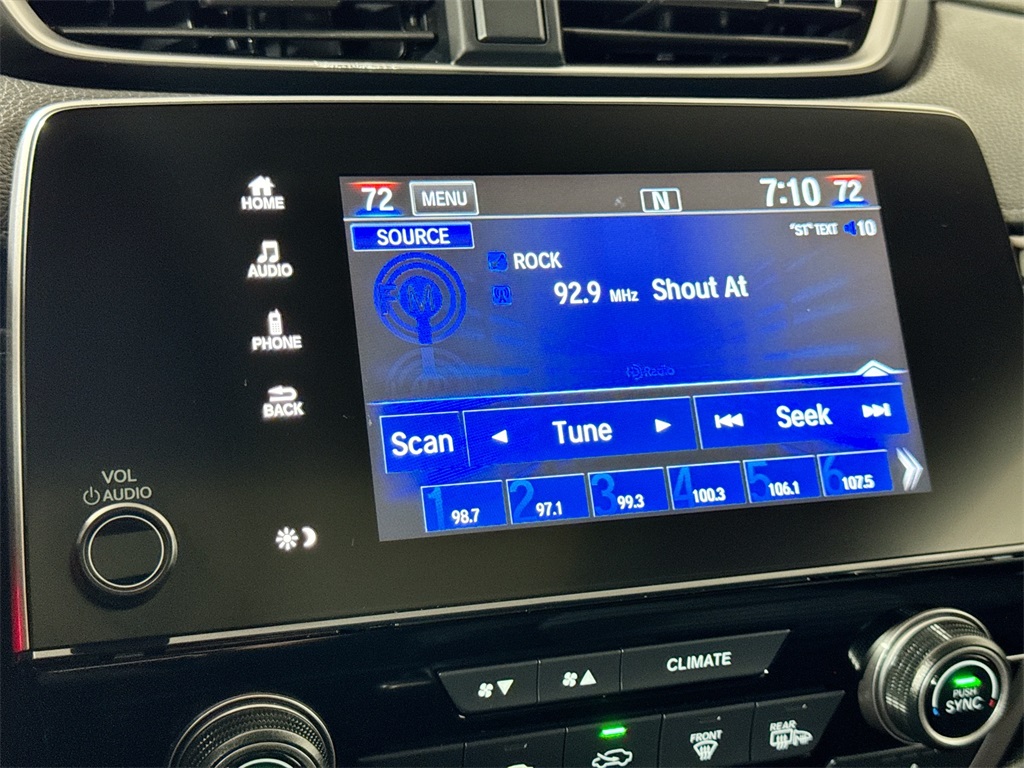 HOME
AUDIO
PHONE
BACK
VOL
AUDIO
72 MENU N 7:10 72
SOURCE "ST" TEXT 10
FM
ROCK
92.9 MHz Shout At
HD Radio
Scan Tune Seek
1 98.7 2 97.1 3 99.3 4 100.3 5 106.1 6 107.5
CLIMATE
PUSH
SYNC
FRONT
REAR